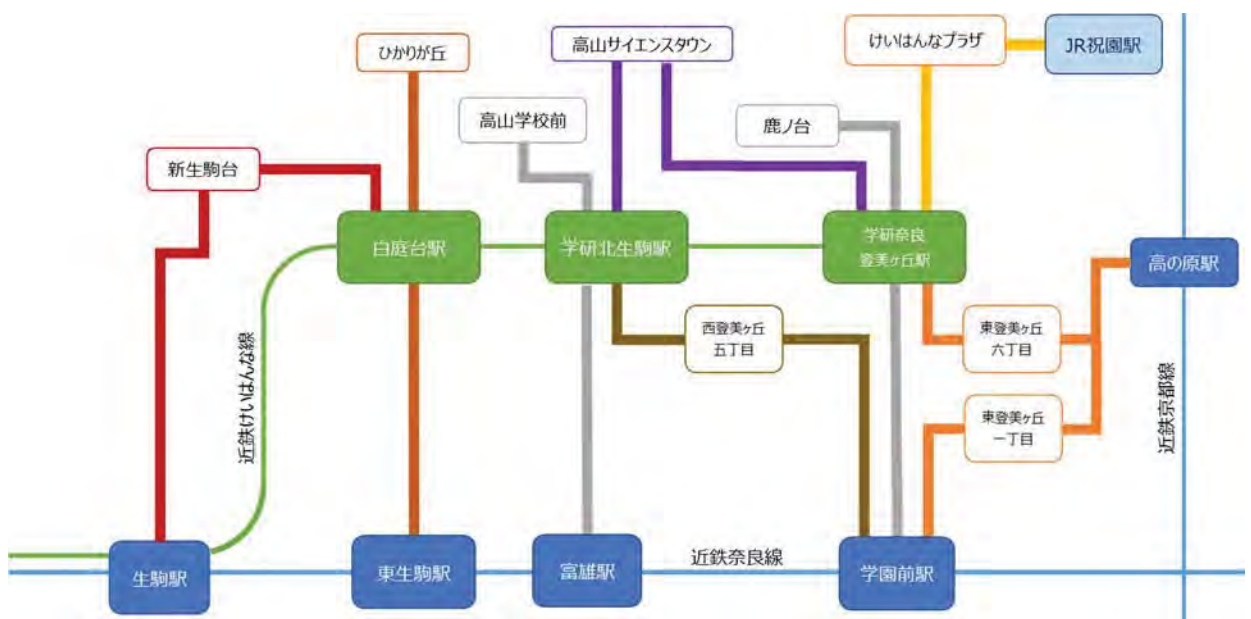 ひかりが丘
高山サイエンスタウン
けいはんなプラザ
JR祝園駅
高山学校前
鹿ノ台
新生駒台
白庭台駅
学研北生駒駅
学研奈良
登美ヶ丘駅
高の原駅
西登美ヶ丘
五丁目
東登美ヶ丘
六丁目
近鉄けいはんな線
近鉄京都線
東登美ヶ丘
一丁目
近鉄奈良線
生駒駅
東生駒駅
富雄駅
学園前駅